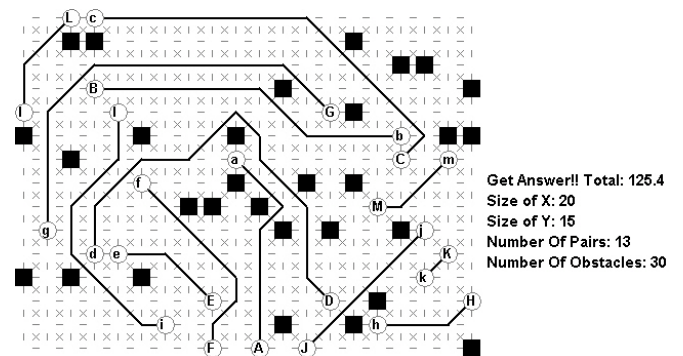 L c
B
l I G
b
a C m
f
M
g j
d e K
k
E D H
i h
F A J
Get Answer!! Total: 125.4
Size of X: 20
Size of Y: 15
Number Of Pairs: 13
Number Of Obstacles: 30